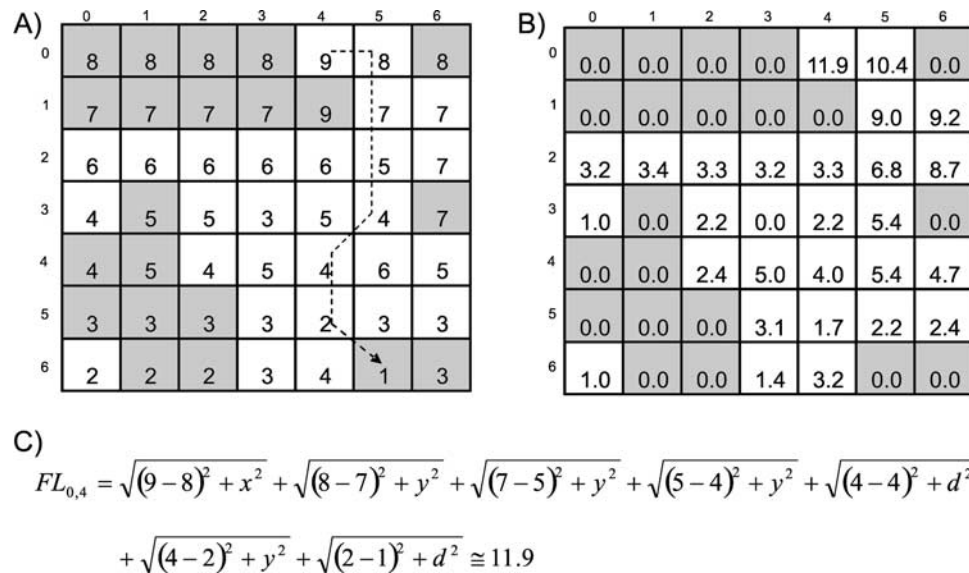 A)
0 1 2 3 4 5 6
0 8 8 8 8 9 8 8
1 7 7 7 7 9 7 7
2 6 6 6 6 6 5 7
3 4 5 5 3 5 4 7
4 4 5 4 5 4 6 5
5 3 3 3 3 2 3 3
6 2 2 2 3 4 1 3
B)
0 1 2 3 4 5 6
0 0.0 0.0 0.0 0.0 11.9 10.4 0.0
1 0.0 0.0 0.0 0.0 0.0 9.0 9.2
2 3.2 3.4 3.3 3.2 3.3 6.8 8.7
3 1.0 0.0 2.2 0.0 2.2 5.4 0.0
4 0.0 0.0 2.4 5.0 4.0 5.4 4.7
5 0.0 0.0 0.0 3.1 1.7 2.2 2.4
6 1.0 0.0 0.0 1.4 3.2 0.0 0.0
C)
FL₀,₄ = √((9−8)² + x²) + √((8−7)² + y²) + √((7−5)² + y²) + √((5−4)² + y²) + √((4−4)² + d²)
+ √((4−2)² + y²) + √((2−1)² + d²) ≅ 11.9